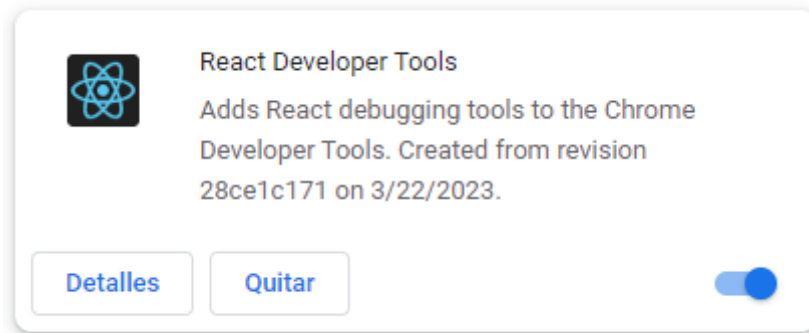 React Developer Tools
Adds React debugging tools to the Chrome
Developer Tools. Created from revision
28ce1c171 on 3/22/2023.
Detalles
Quitar